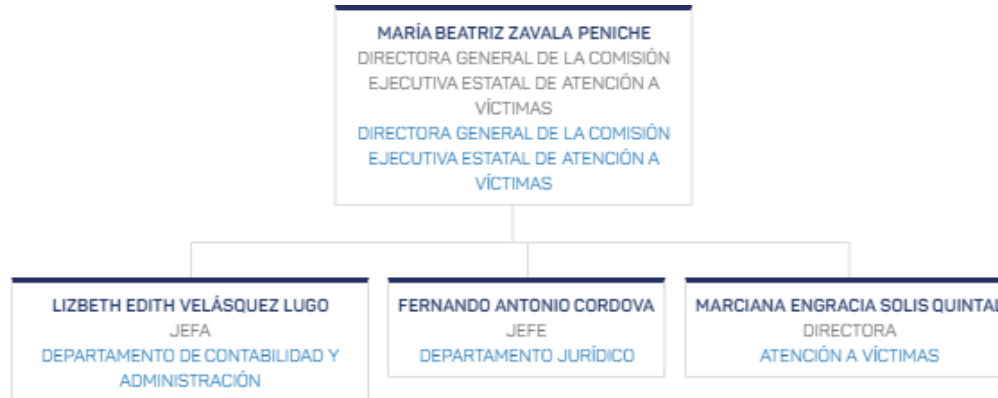 MARÍA BEATRIZ ZAVALA PENICHE
DIRECTORA GENERAL DE LA COMISIÓN
EJECUTIVA ESTATAL DE ATENCIÓN A
VÍCTIMAS
DIRECTORA GENERAL DE LA COMISIÓN
EJECUTIVA ESTATAL DE ATENCIÓN A
VÍCTIMAS
LIZBETH EDITH VELÁSQUEZ LUGO
JEFA
DEPARTAMENTO DE CONTABILIDAD Y
ADMINISTRACIÓN
FERNANDO ANTONIO CORDOVA
JEFE
DEPARTAMENTO JURÍDICO
MARCIANA ENGRACIA SOLIS QUINTAL
DIRECTORA
ATENCIÓN A VÍCTIMAS